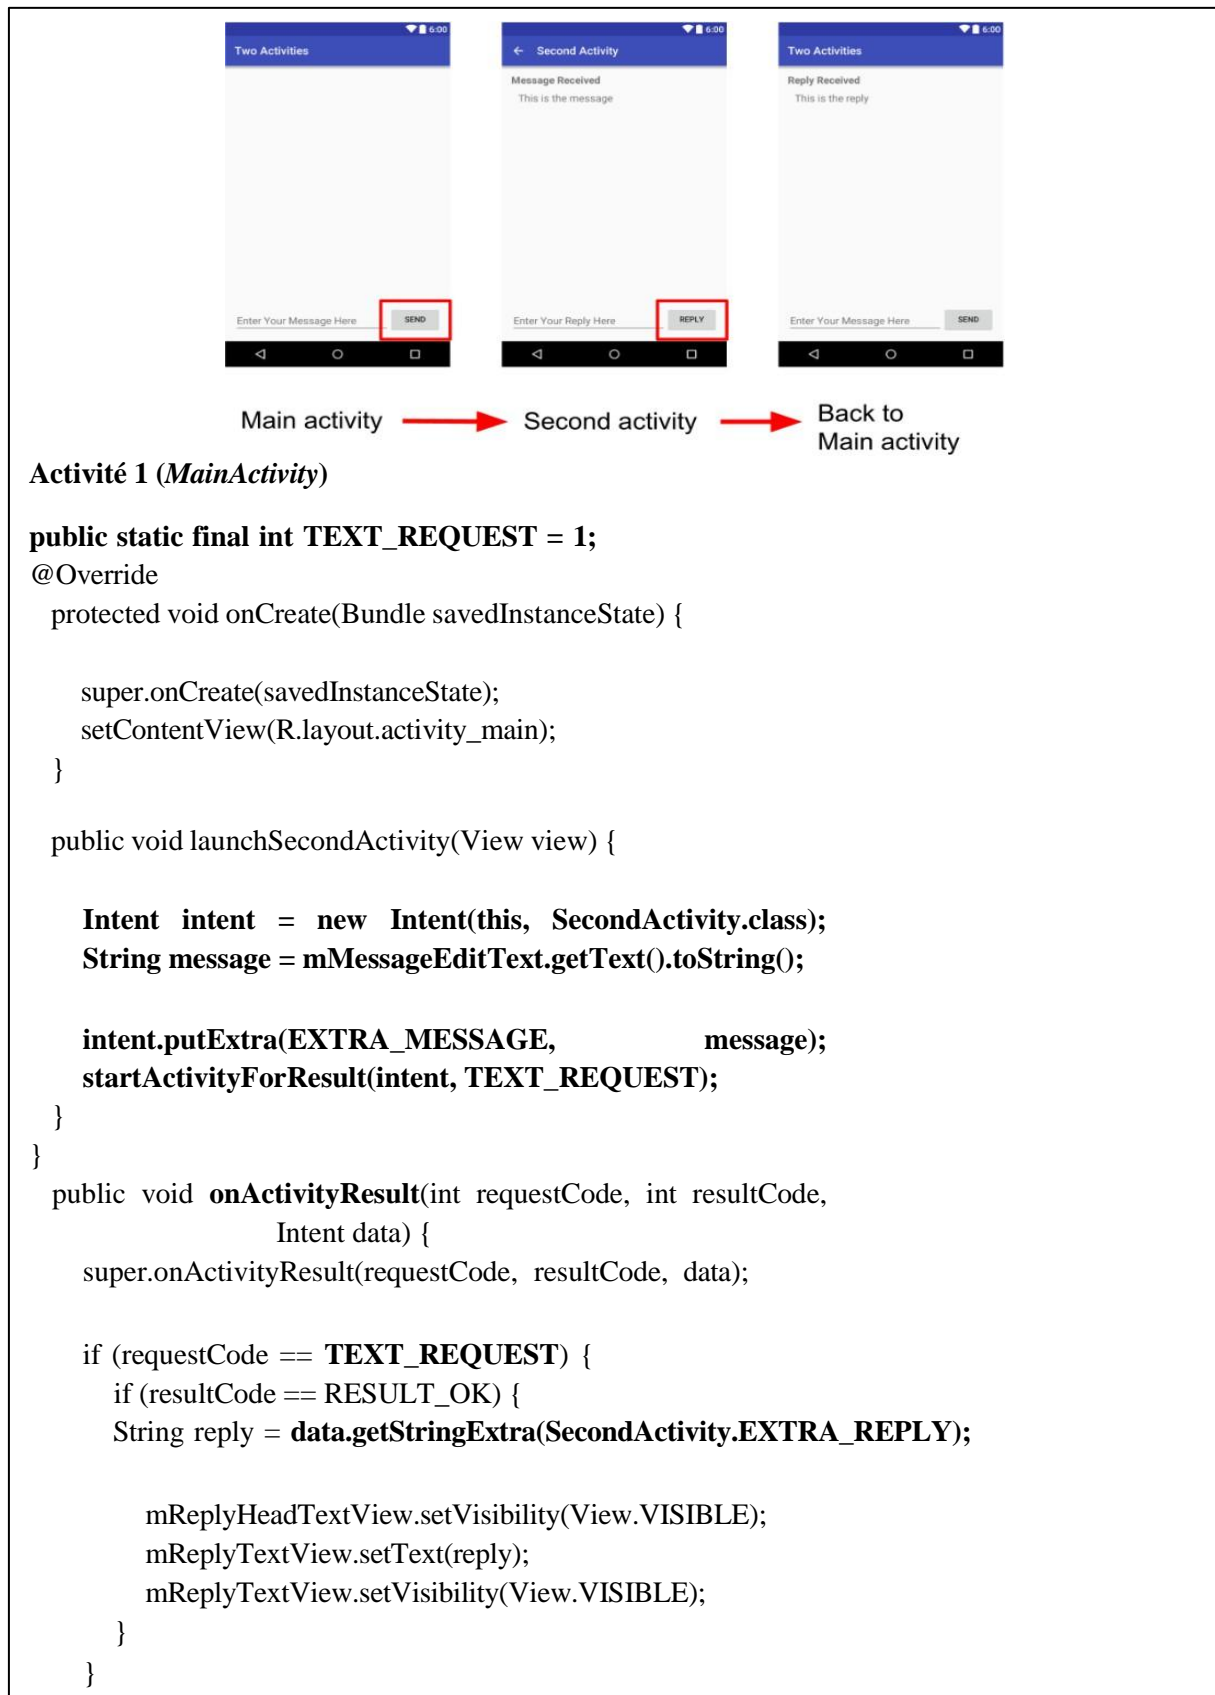 6:00 6:00 6:00
Two Activities Second Activity Two Activities
Message Received Reply Received
This is the message This is the reply
Enter Your Message Here SEND Enter Your Reply Here REPLY Enter Your Message Here SEND
Main activity Second activity Back to
Main activity
Activité 1 (MainActivity)
public static final int TEXT_REQUEST = 1;
@Override
protected void onCreate(Bundle savedInstanceState) {
super.onCreate(savedInstanceState);
setContentView(R.layout.activity_main);
}
public void launchSecondActivity(View view) {
Intent intent = new Intent(this, SecondActivity.class);
String message = mMessageEditText.getText().toString();
intent.putExtra(EXTRA_MESSAGE, message);
startActivityForResult(intent, TEXT_REQUEST);
}
}
public void onActivityResult(int requestCode, int resultCode,
Intent data) {
super.onActivityResult(requestCode, resultCode, data);
if (requestCode == TEXT_REQUEST) {
if (resultCode == RESULT_OK) {
String reply = data.getStringExtra(SecondActivity.EXTRA_REPLY);
mReplyHeadTextView.setVisibility(View.VISIBLE);
mReplyTextView.setText(reply);
mReplyTextView.setVisibility(View.VISIBLE);
}
}